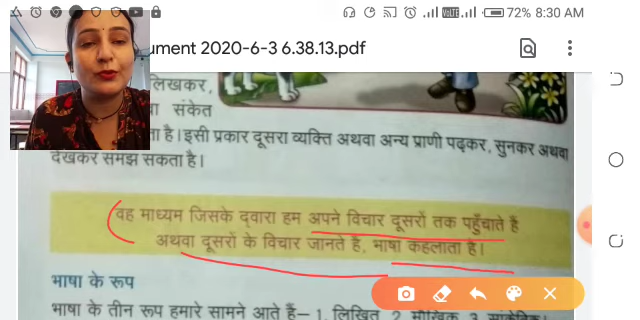 72% 8:30 AM
ument 2020-6-3 6.38.13.pdf
लिखकर,
संकेत
ता है। इसी प्रकार दूसरा व्यक्ति अथवा अन्य प्राणी पढ़कर, सुनकर अथवा
देखकर समझ सकता है।
वह माध्यम जिसके द्वारा हम अपने विचार दूसरों तक पहुँचाते हैं
अथवा दूसरों के विचार जानते हैं, भाषा कहलाता है।
भाषा के रूप
भाषा के तीन रूप हमारे सामने आते हैं– 1. लिखित 2. मौखिक 3. सांकेतिक।